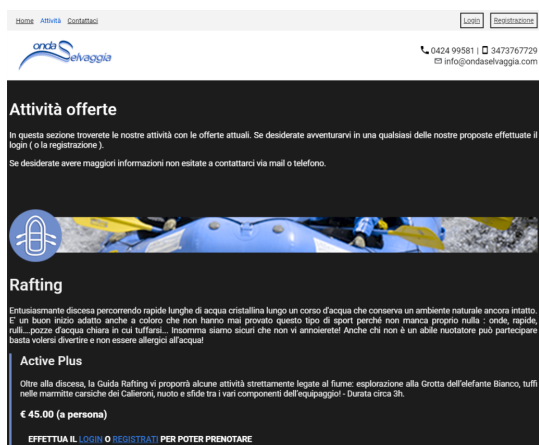 Home Attività Contattaci
Login Registrazione
onda Selvaggia
0424 99581 | 3473767729
info@ondaselvaggia.com
Attività offerte
In questa sezione troverete le nostre attività con le offerte attuali. Se desiderate avventurarvi in una qualsiasi delle nostre proposte effettuate il
login ( o la registrazione ).
Se desiderate avere maggiori informazioni non esitate a contattarci via mail o telefono.
Rafting
Entusiasmante discesa percorrendo rapide lunghe di acqua cristallina lungo un corso d'acqua che conserva un ambiente naturale ancora intatto.
E' un buon inizio adatto anche a coloro che non hanno mai provato questo tipo di sport perché non manca proprio nulla : onde, rapide,
rulli....pozze d'acqua chiara in cui tuffarsi... Insomma siamo sicuri che non vi annoierete! Anche chi non è un abile nuotatore può partecipare
basta volersi divertire e non essere allergici all'acqua!
Active Plus
Oltre alla discesa, la Guida Rafting vi proporrà alcune attività strettamente legate al fiume: esplorazione alla Grotta dell'elefante Bianco, tuffi
nelle marmitte carsiche dei Calieroni, nuoto e sfide tra i vari componenti dell'equipaggio! - Durata circa 3h.
€ 45.00 (a persona)
EFFETTUA IL LOGIN O REGISTRATI PER POTER PRENOTARE